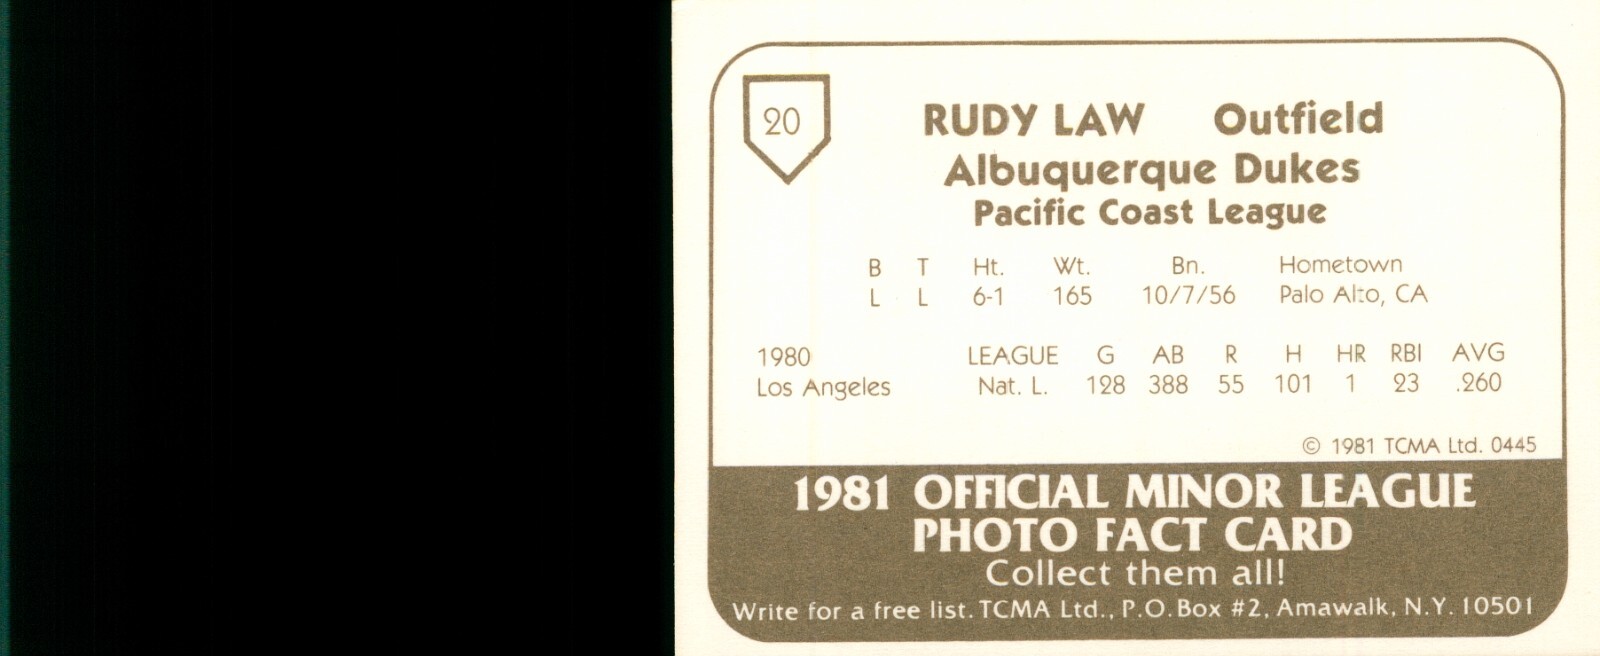 20
RUDY LAW Outfield
Albuquerque Dukes
Pacific Coast League
B T Ht. Wt. Bn. Hometown
L L 6-1 165 10/7/56 Palo Alto, CA
1980 LEAGUE G AB R H HR RBI AVG
Los Angeles Nat. L. 128 388 55 101 1 23 .260
© 1981 TCMA Ltd. 0445
1981 OFFICIAL MINOR LEAGUE
PHOTO FACT CARD
Collect them all!
Write for a free list. TCMA Ltd., P.O. Box #2, Amawalk, N.Y. 10501